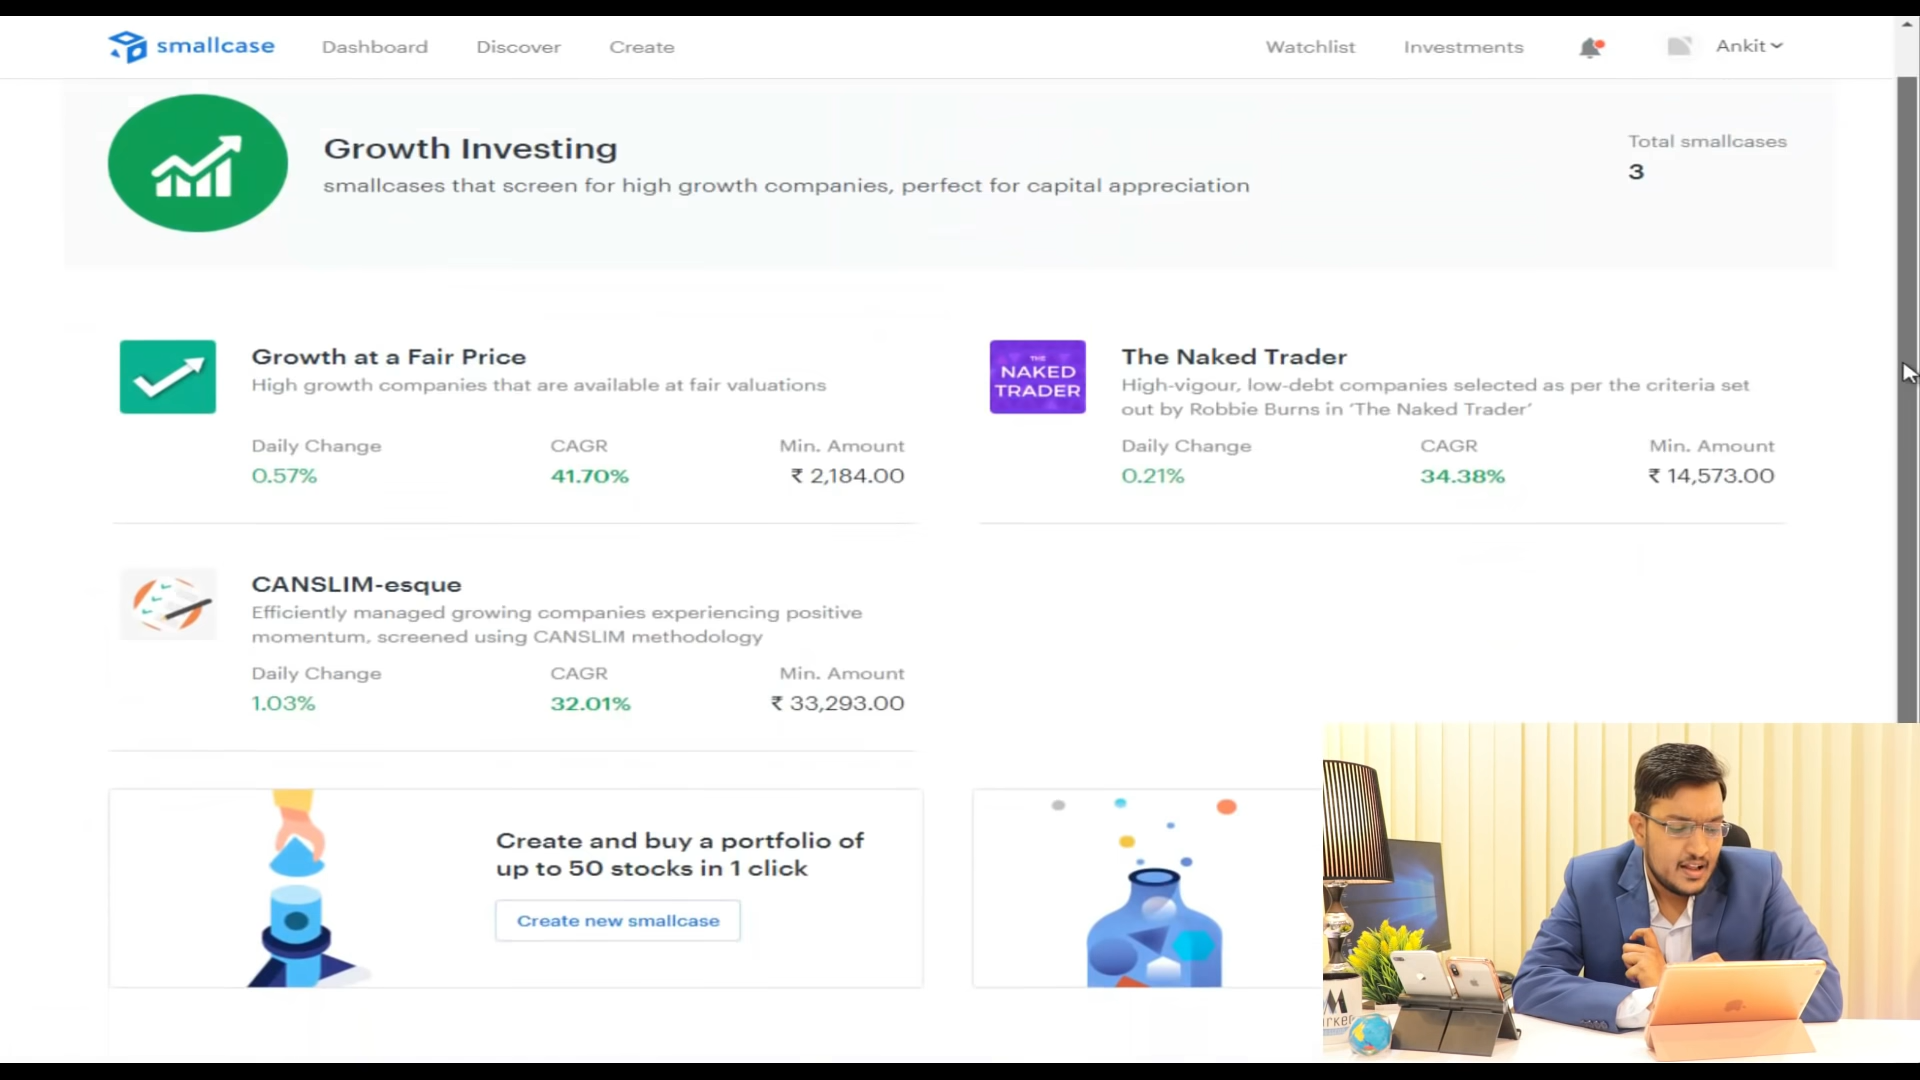 smallcase Dashboard Discover Create Watchlist Investments Ankit
Growth Investing
smallcases that screen for high growth companies, perfect for capital appreciation
Total smallcases
3
Growth at a Fair Price
High growth companies that are available at fair valuations
Daily Change CAGR Min. Amount
0.57% 41.70% ₹ 2,184.00
THE
NAKED
TRADER
The Naked Trader
High-vigour, low-debt companies selected as per the criteria set
out by Robbie Burns in ‘The Naked Trader’
Daily Change CAGR Min. Amount
0.21% 34.38% ₹ 14,573.00
CANSLIM-esque
Efficiently managed growing companies experiencing positive
momentum, screened using CANSLIM methodology
Daily Change CAGR Min. Amount
1.03% 32.01% ₹ 33,293.00
Create and buy a portfolio of
up to 50 stocks in 1 click
Create new smallcase